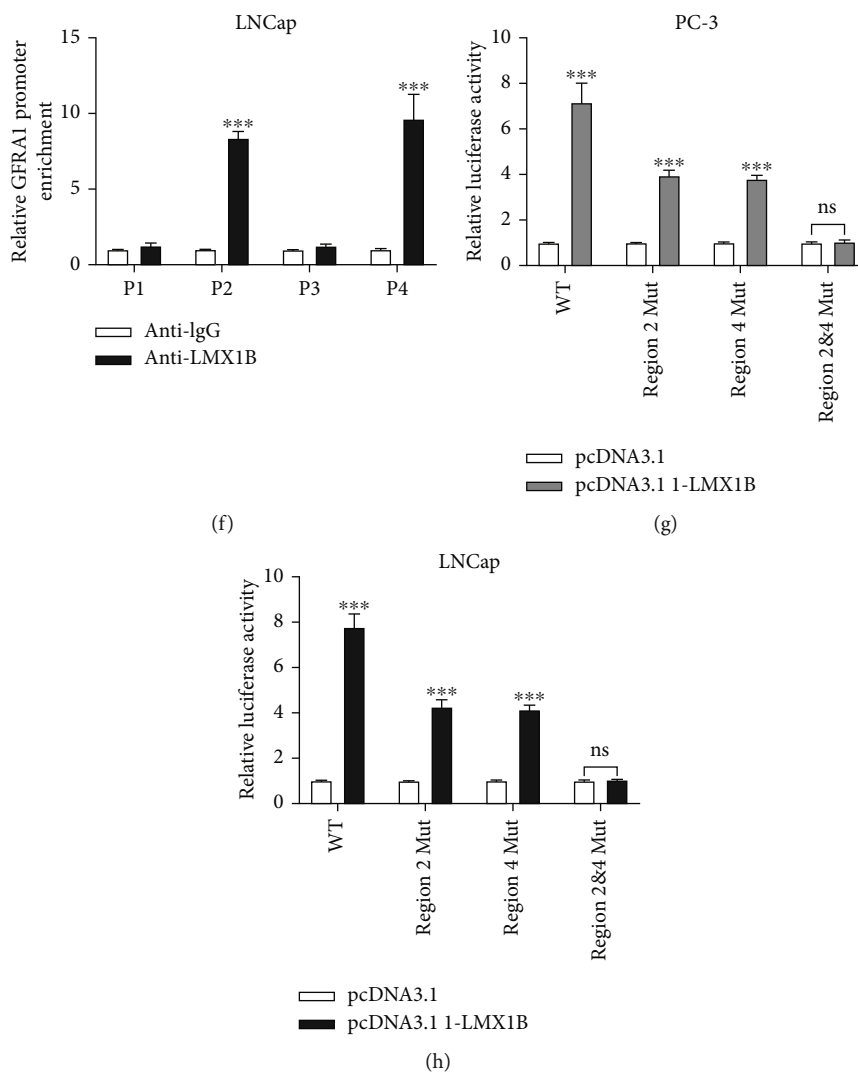 LNCap
Relative GFRA1 promoter
enrichment
15
10
5
0
***
***
P1 P2 P3 P4
Anti-lgG
Anti-LMX1B
(f)
PC-3
Relative luciferase activity
10
8
6
4
2
0
***
***
***
ns
WT
Region 2 Mut
Region 4 Mut
Region 2&4 Mut
pcDNA3.1
pcDNA3.1 1-LMX1B
(g)
LNCap
Relative luciferase activity
10
8
6
4
2
0
***
***
***
ns
WT
Region 2 Mut
Region 4 Mut
Region 2&4 Mut
pcDNA3.1
pcDNA3.1 1-LMX1B
(h)